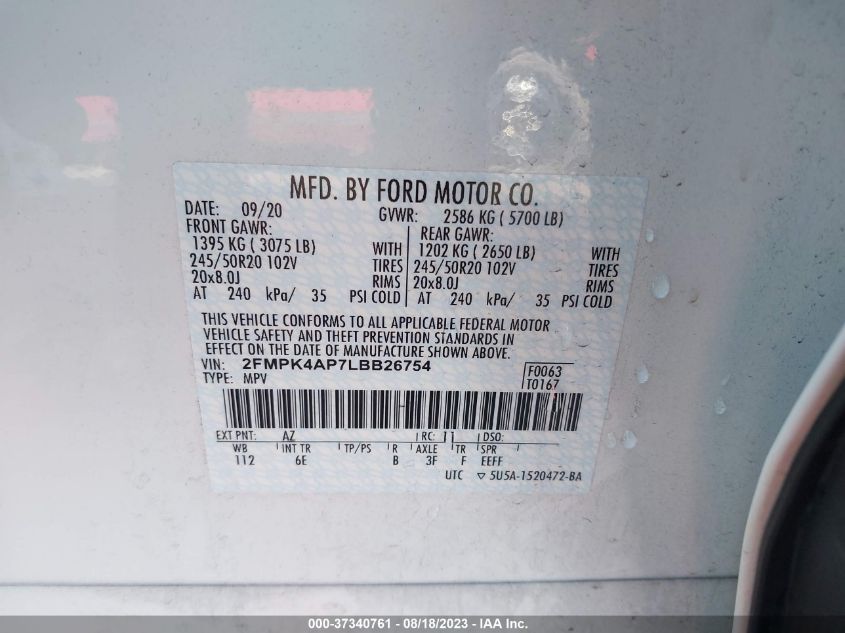 MFD. BY FORD MOTOR CO.
DATE: 09/20 GVWR: 2586 KG ( 5700 LB)
FRONT GAWR: REAR GAWR:
1395 KG ( 3075 LB) WITH 1202 KG ( 2650 LB) WITH
245/50R20 102V TIRES 245/50R20 102V TIRES
20x8.0J RIMS 20x8.0J RIMS
AT 240 kPa/ 35 PSI COLD AT 240 kPa/ 35 PSI COLD
THIS VEHICLE CONFORMS TO ALL APPLICABLE FEDERAL MOTOR
VEHICLE SAFETY AND THEFT PREVENTION STANDARDS IN
EFFECT ON THE DATE OF MANUFACTURE SHOWN ABOVE.
VIN: 2FMPK4AP7LBB26754 F0063
TYPE: MPV T0167
EXT PNT: AZ RC: 11 DSO:
WB INT TR TP/PS R AXLE TR SPR
112 6E B 3F F EEFF
UTC ▽ 5U5A-1520472-BA
000-37340761 - 08/18/2023 - IAA Inc.